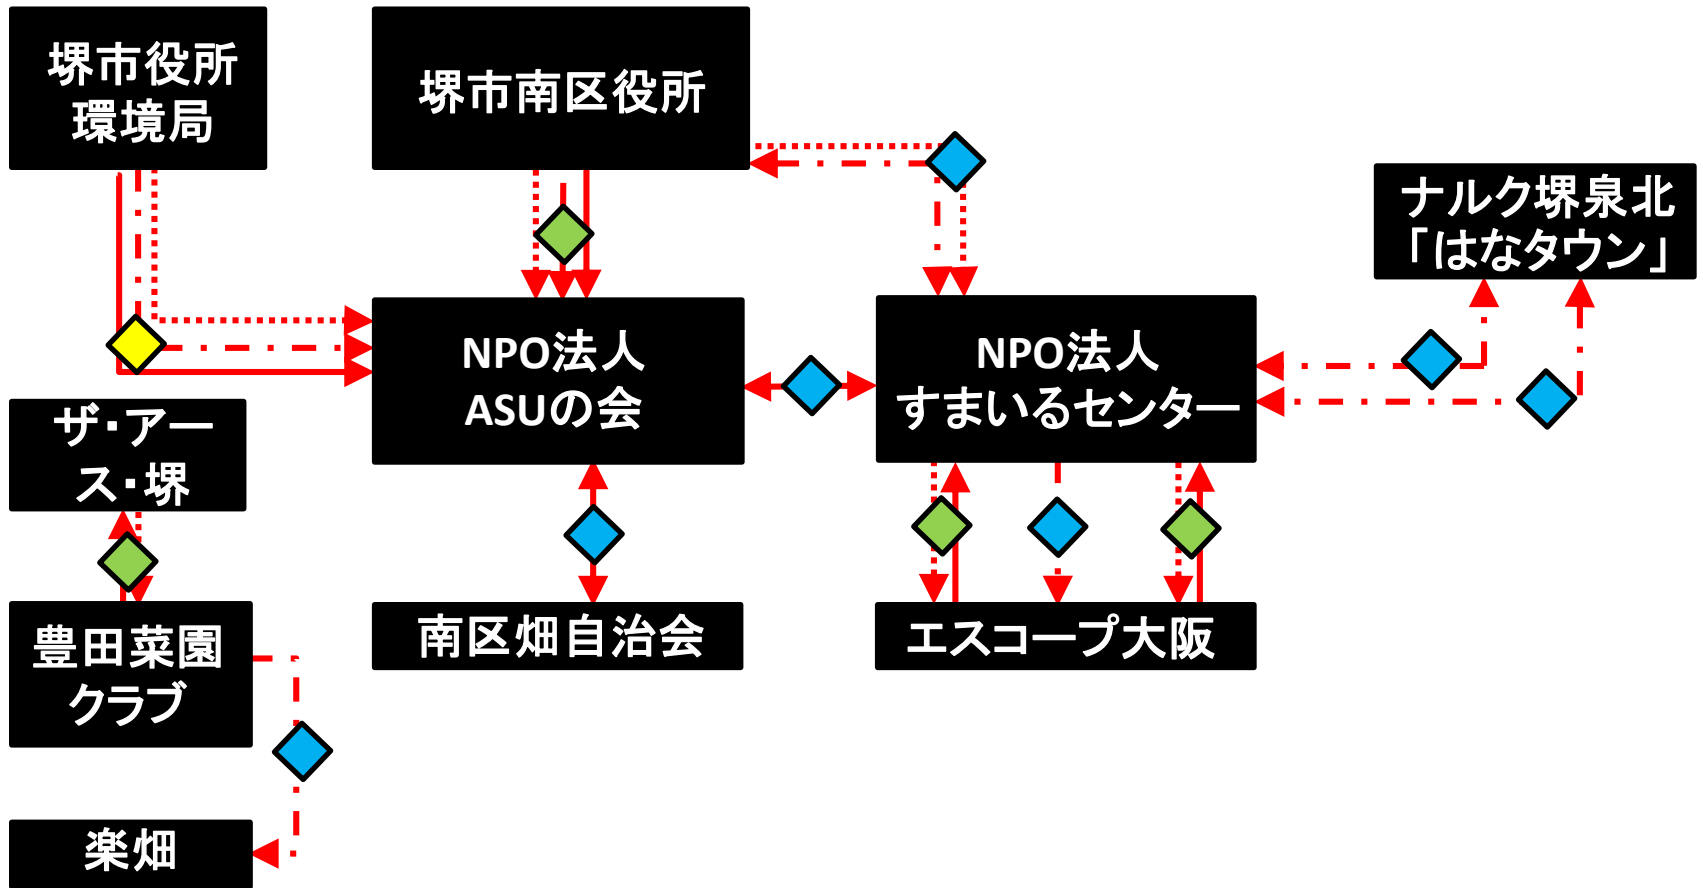 堺市役所
環境局
堺市南区役所
ナルク堺泉北
「はなタウン」
NPO法人
ASUの会
NPO法人
すまいるセンター
ザ・アー
ス・堺
豊田菜園
クラブ
南区畑自治会
エスコープ大阪
楽畑